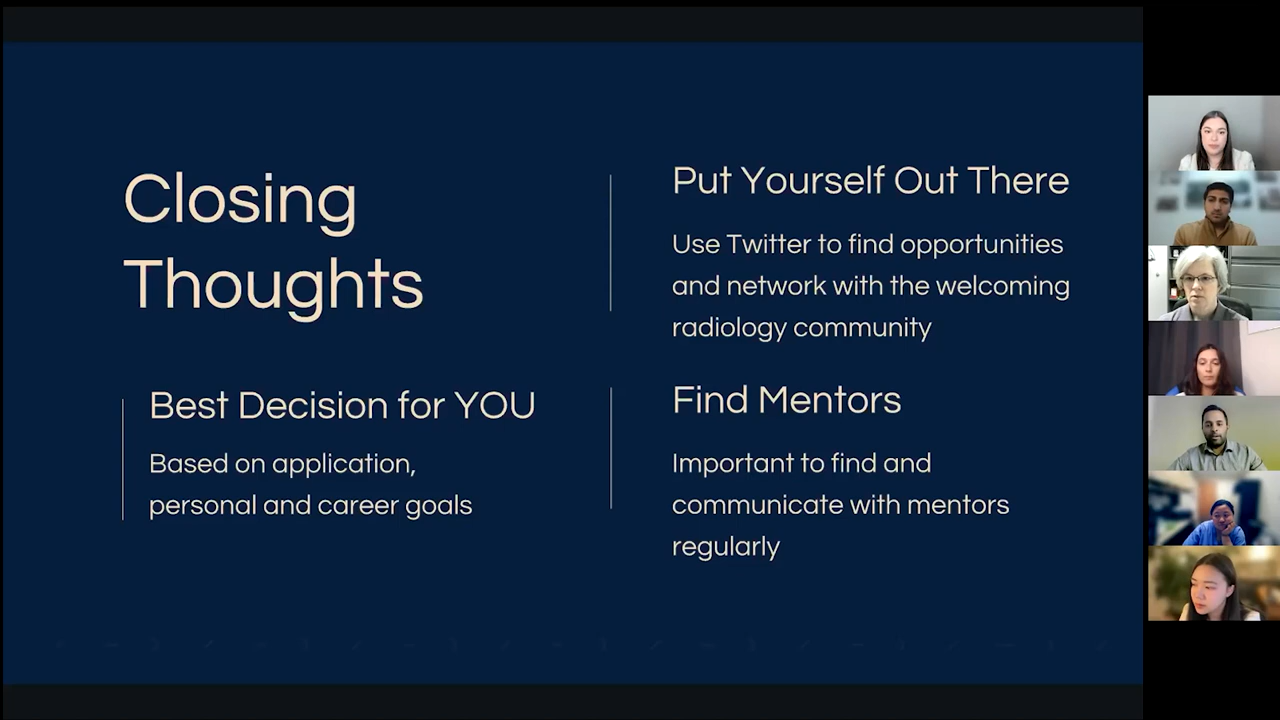 Closing
Thoughts
Best Decision for YOU
Based on application,
personal and career goals
Put Yourself Out There
Use Twitter to find opportunities
and network with the welcoming
radiology community
Find Mentors
Important to find and
communicate with mentors
regularly